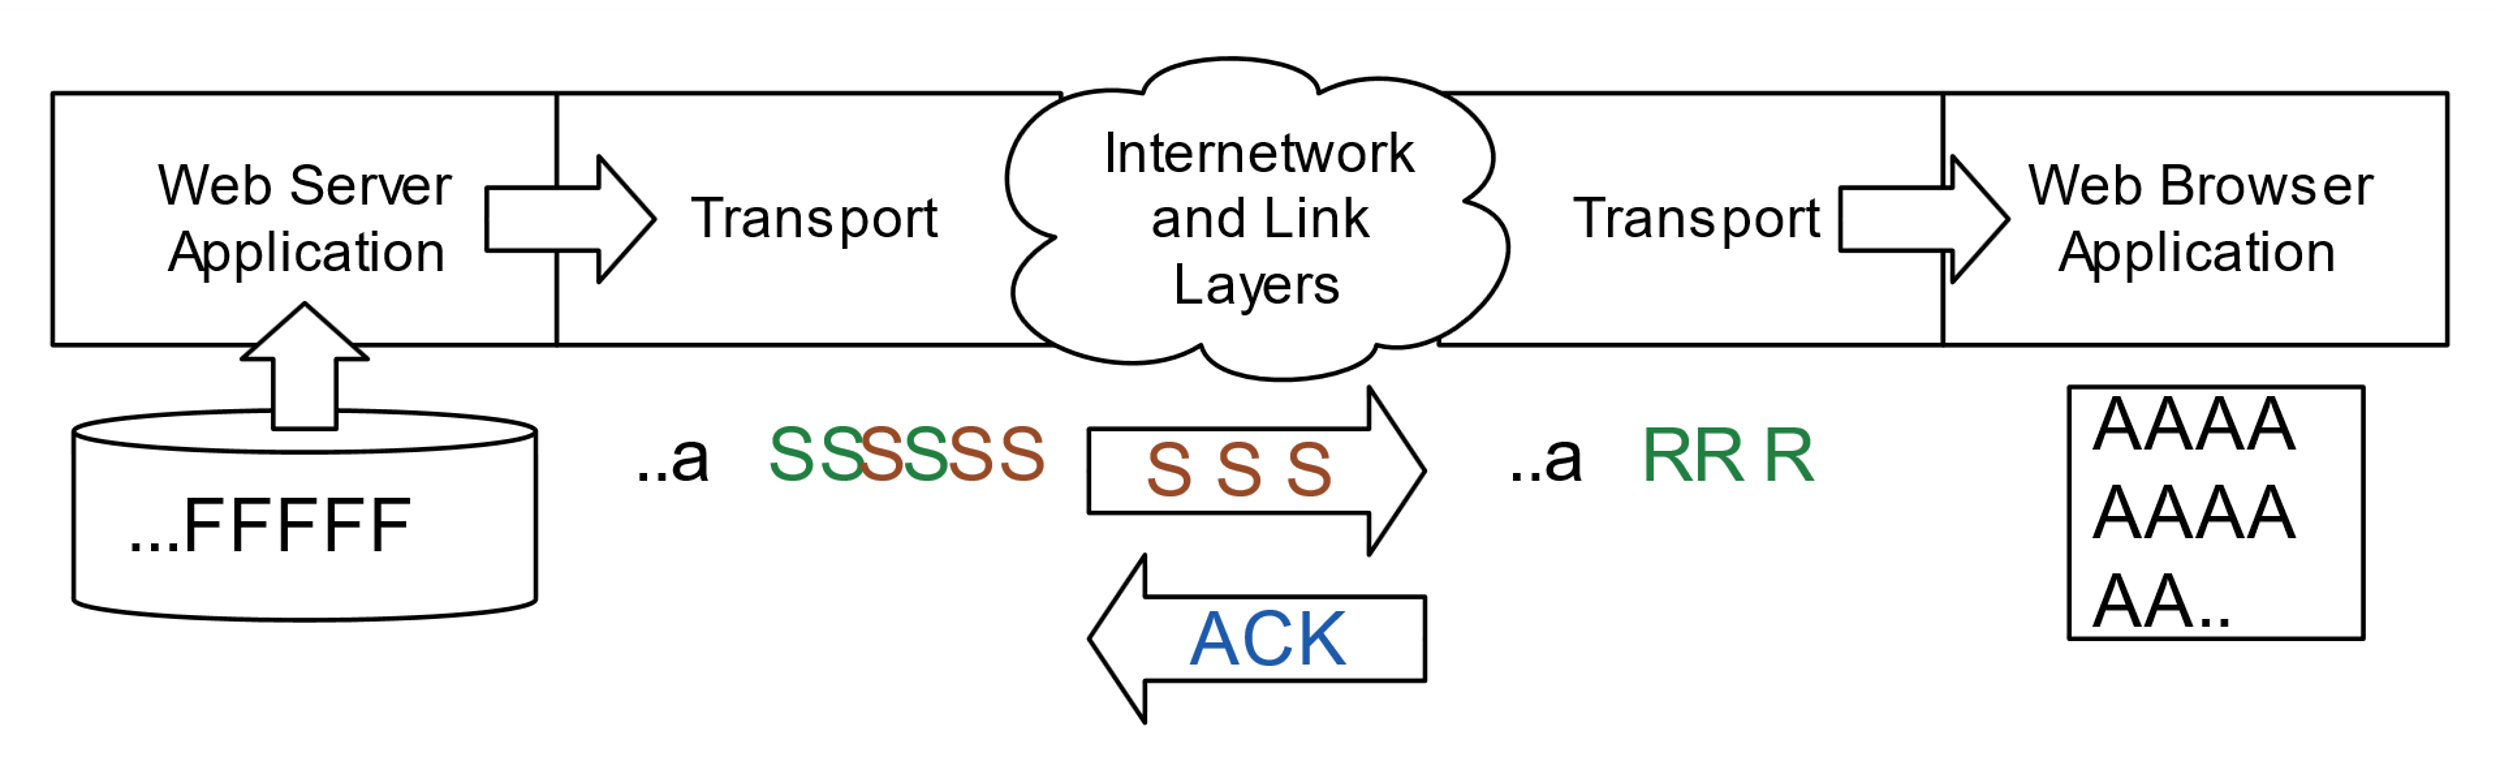 Web Server
Application
Transport
Internetwork
and Link
Layers
Transport
Web Browser
Application
...FFFFF
..a SSSSSS
S S S
ACK
..a RR R
AAAA
AAAA
AA..